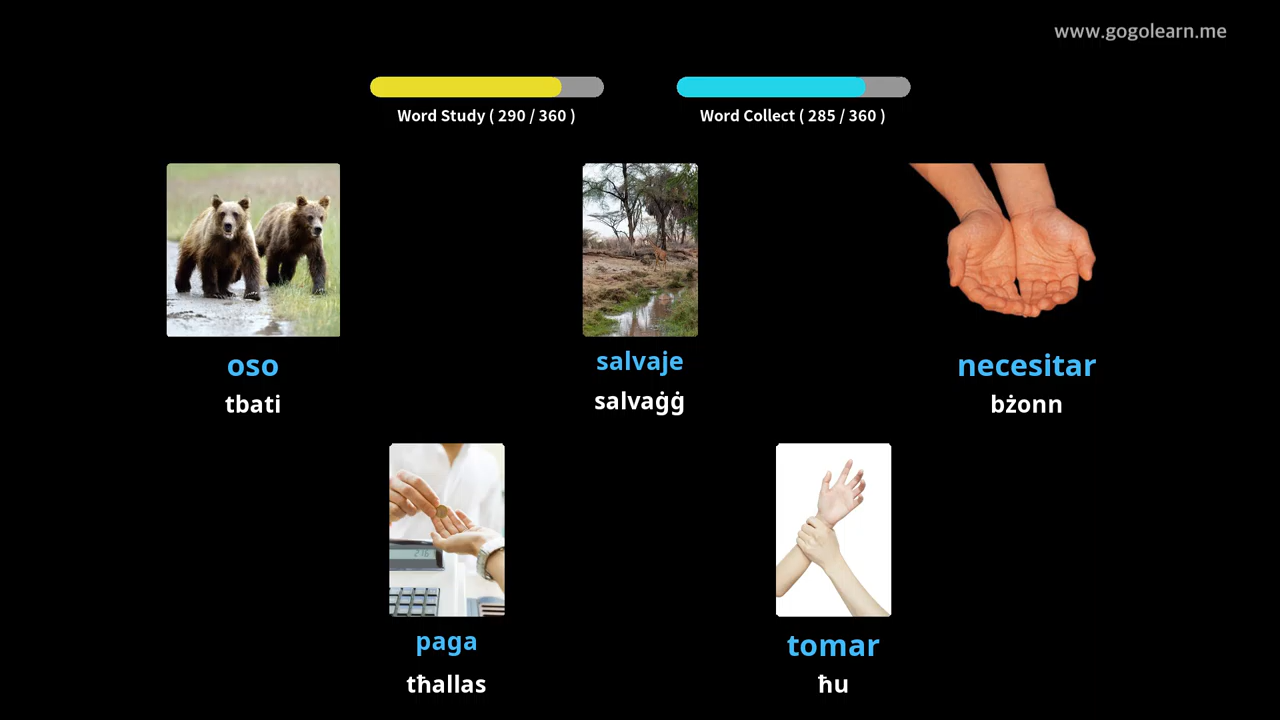 www.gogolearn.me
Word Study ( 290 / 360 )
Word Collect ( 285 / 360 )
oso
tbati
salvaje
salvaġġ
necesitar
bżonn
paga
tħallas
tomar
ħu